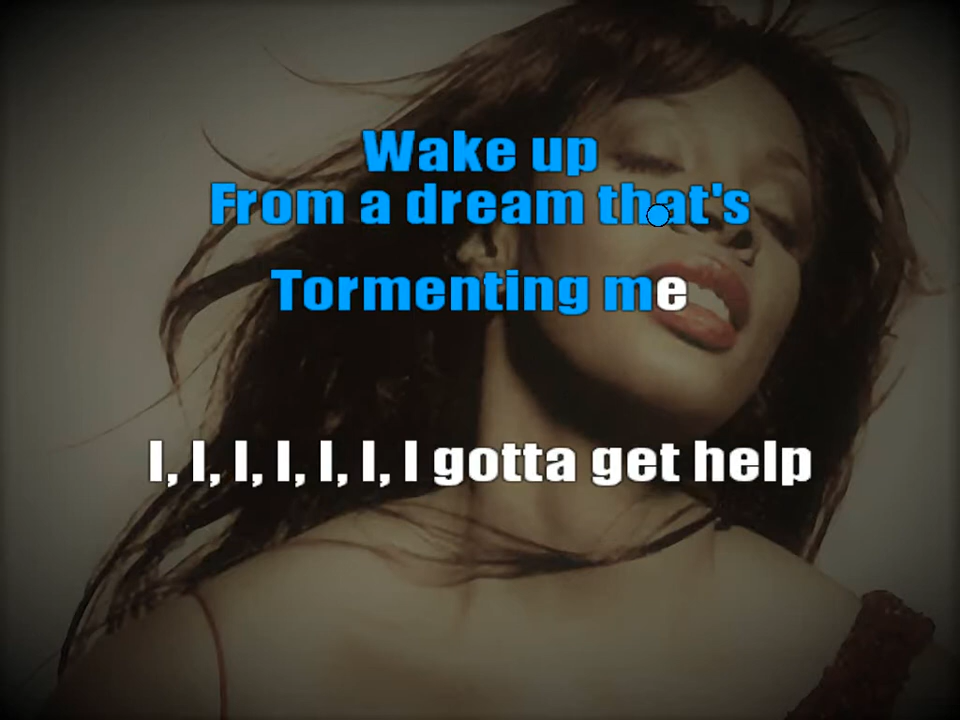 Wake up
From a dream that's
Tormenting me
I, I, I, I, I, I, I gotta get help